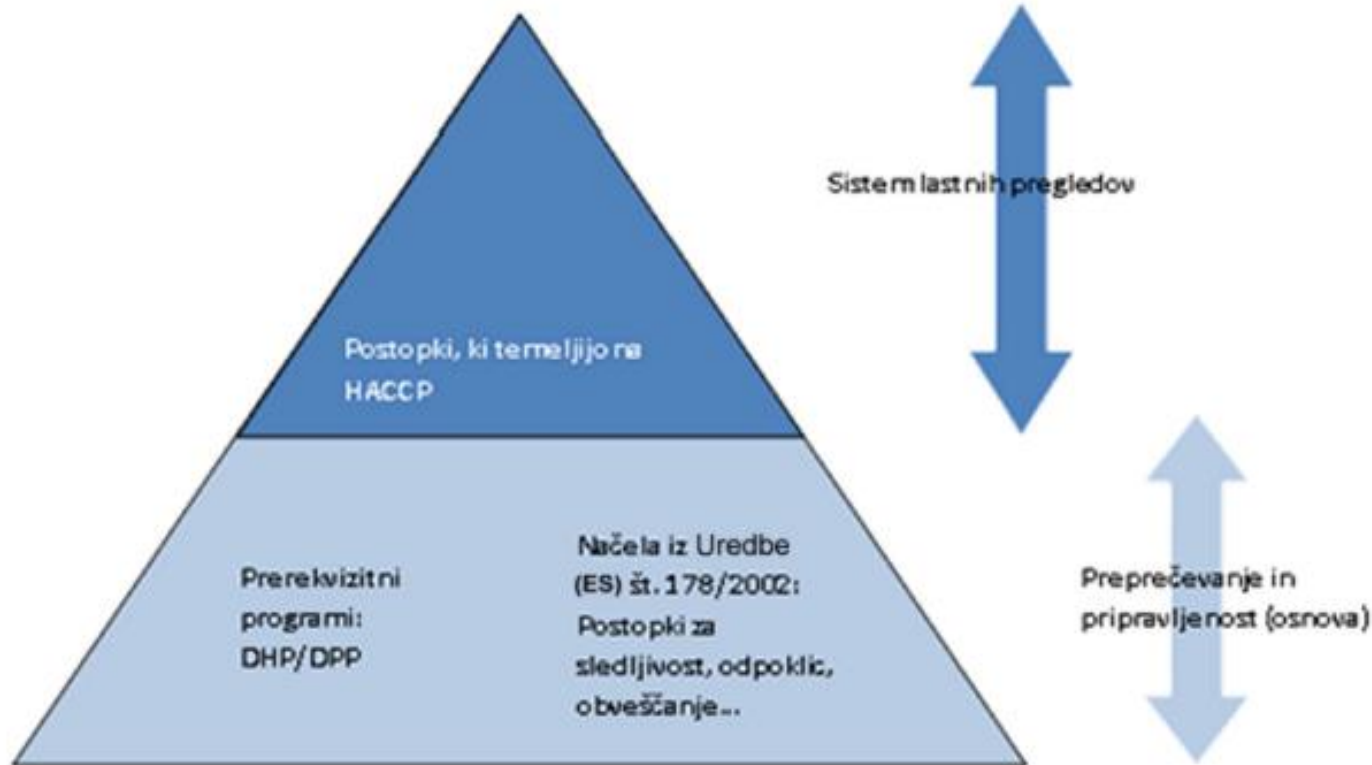 Sistem lastnih pregledov
Postopki, ki temeljijo na
HACCP
Prerekvizitni
programi:
DHP/DPP
Načela iz Uredbe
(ES) št. 178/2002:
Postopki za
sledljivost, odpoklic,
obveščanje...
Preprečevanje in
pripravljenost (osnova)